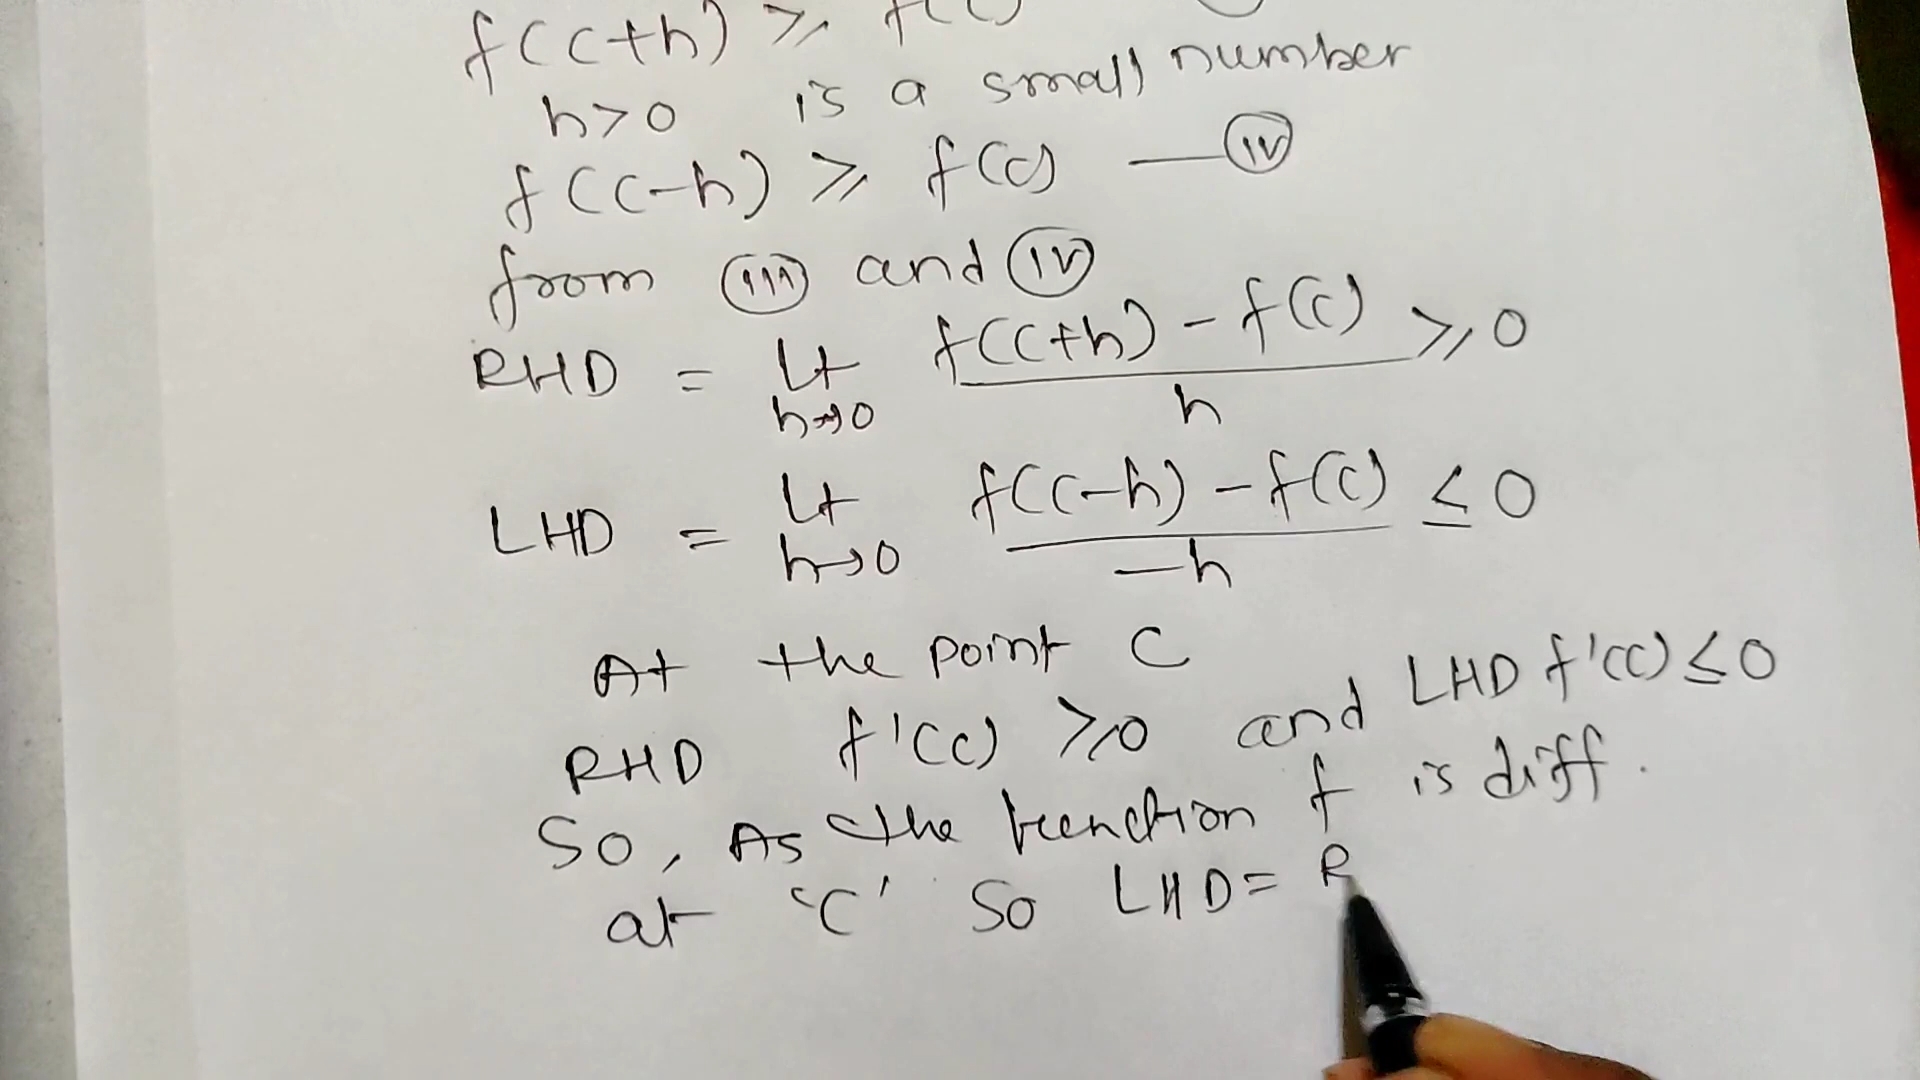 f(c+h) ⩾ f(c)
h>0 is a small number
f(c-h) ⩾ f(c) — (iv)
from (iii) and (iv)
RHD = Lt h→0 f(c+h) - f(c) / h ⩾ 0
LHD = Lt h→0 f(c-h) - f(c) / -h ≤ 0
At the point C
RHD f'(c) ⩾ 0 and LHD f'(c) ≤ 0
So, As the function f is diff.
at 'C' So LHD = R